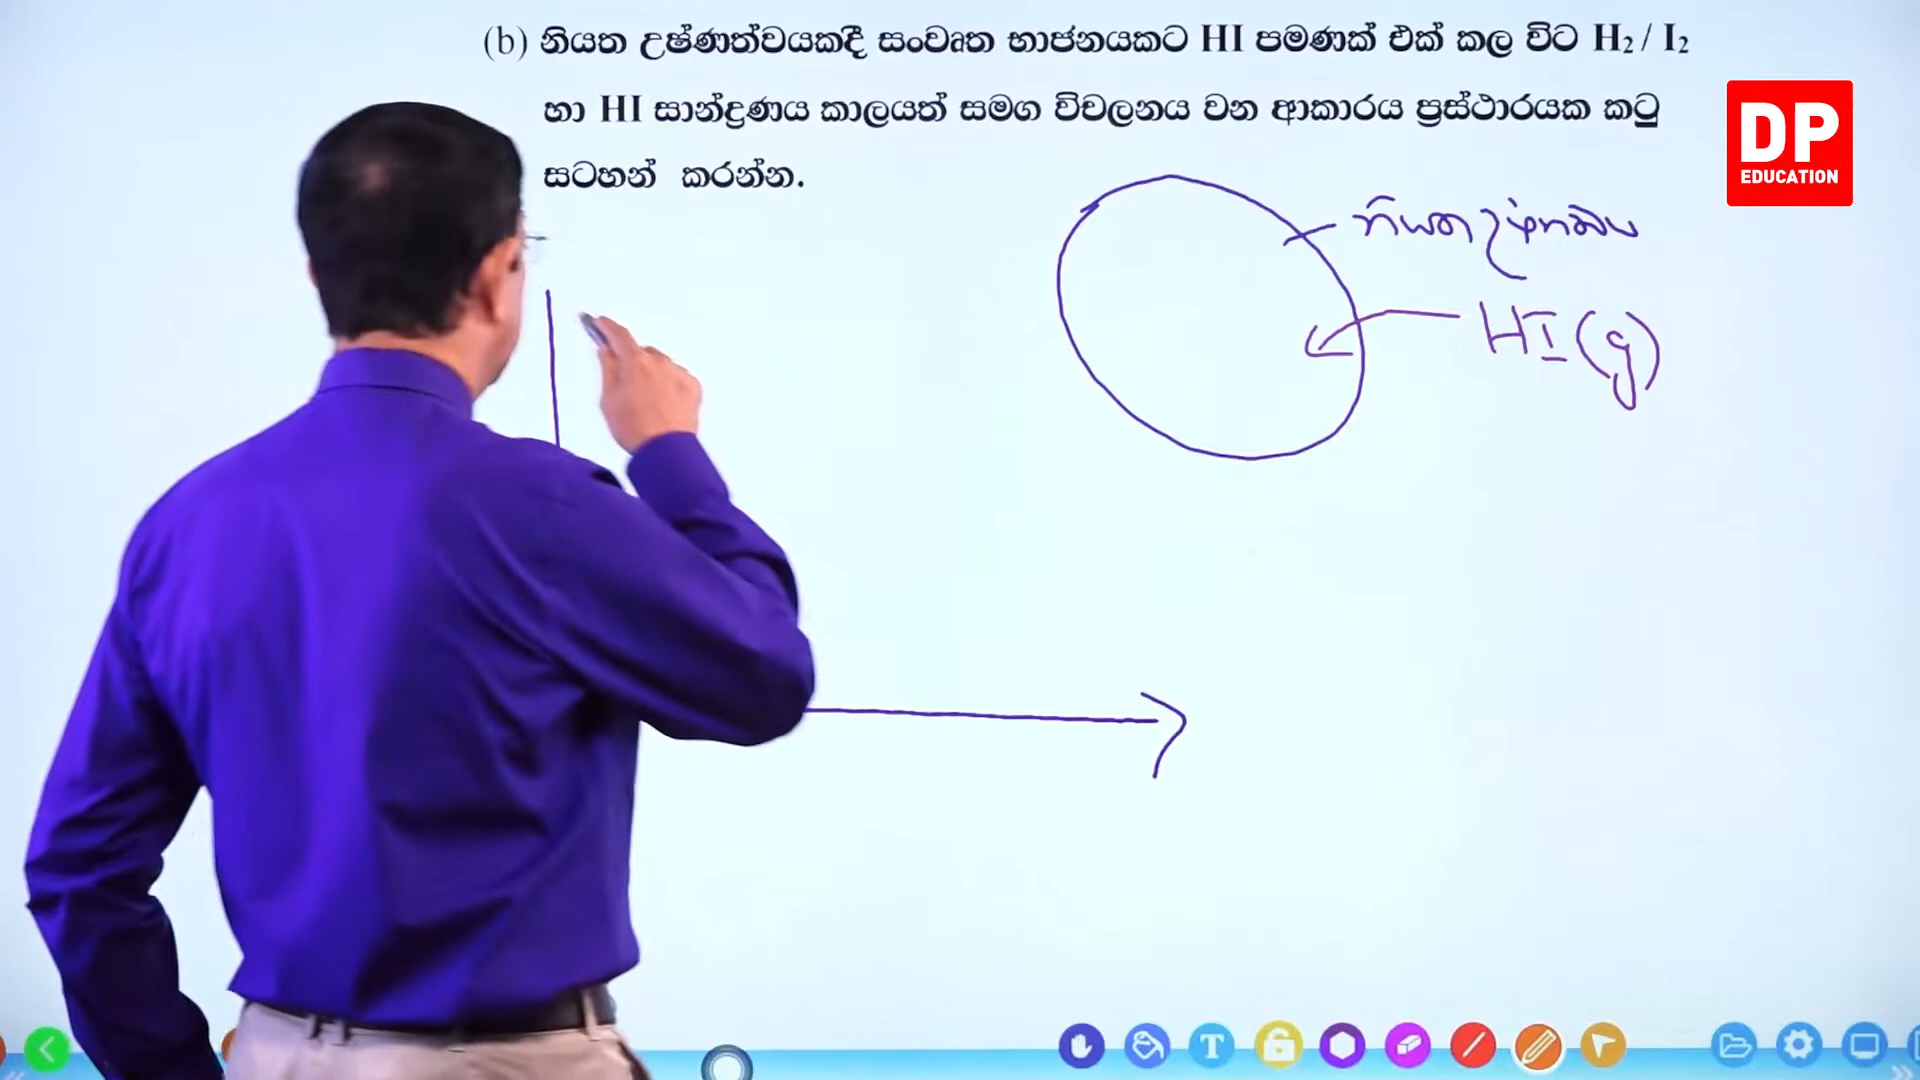 (b) නියත උෂ්ණත්වයකදී සංවෘත භාජනයකට HI පමණක් එක් කල විට H₂ / I₂
හා HI සාන්ද්‍රණය කාලයත් සමග විචලනය වන ආකාරය ප්‍රස්ථාරයක කටු
සටහන් කරන්න.
DP
EDUCATION
නියත උෂ්ණත්වය
HI(g)
T